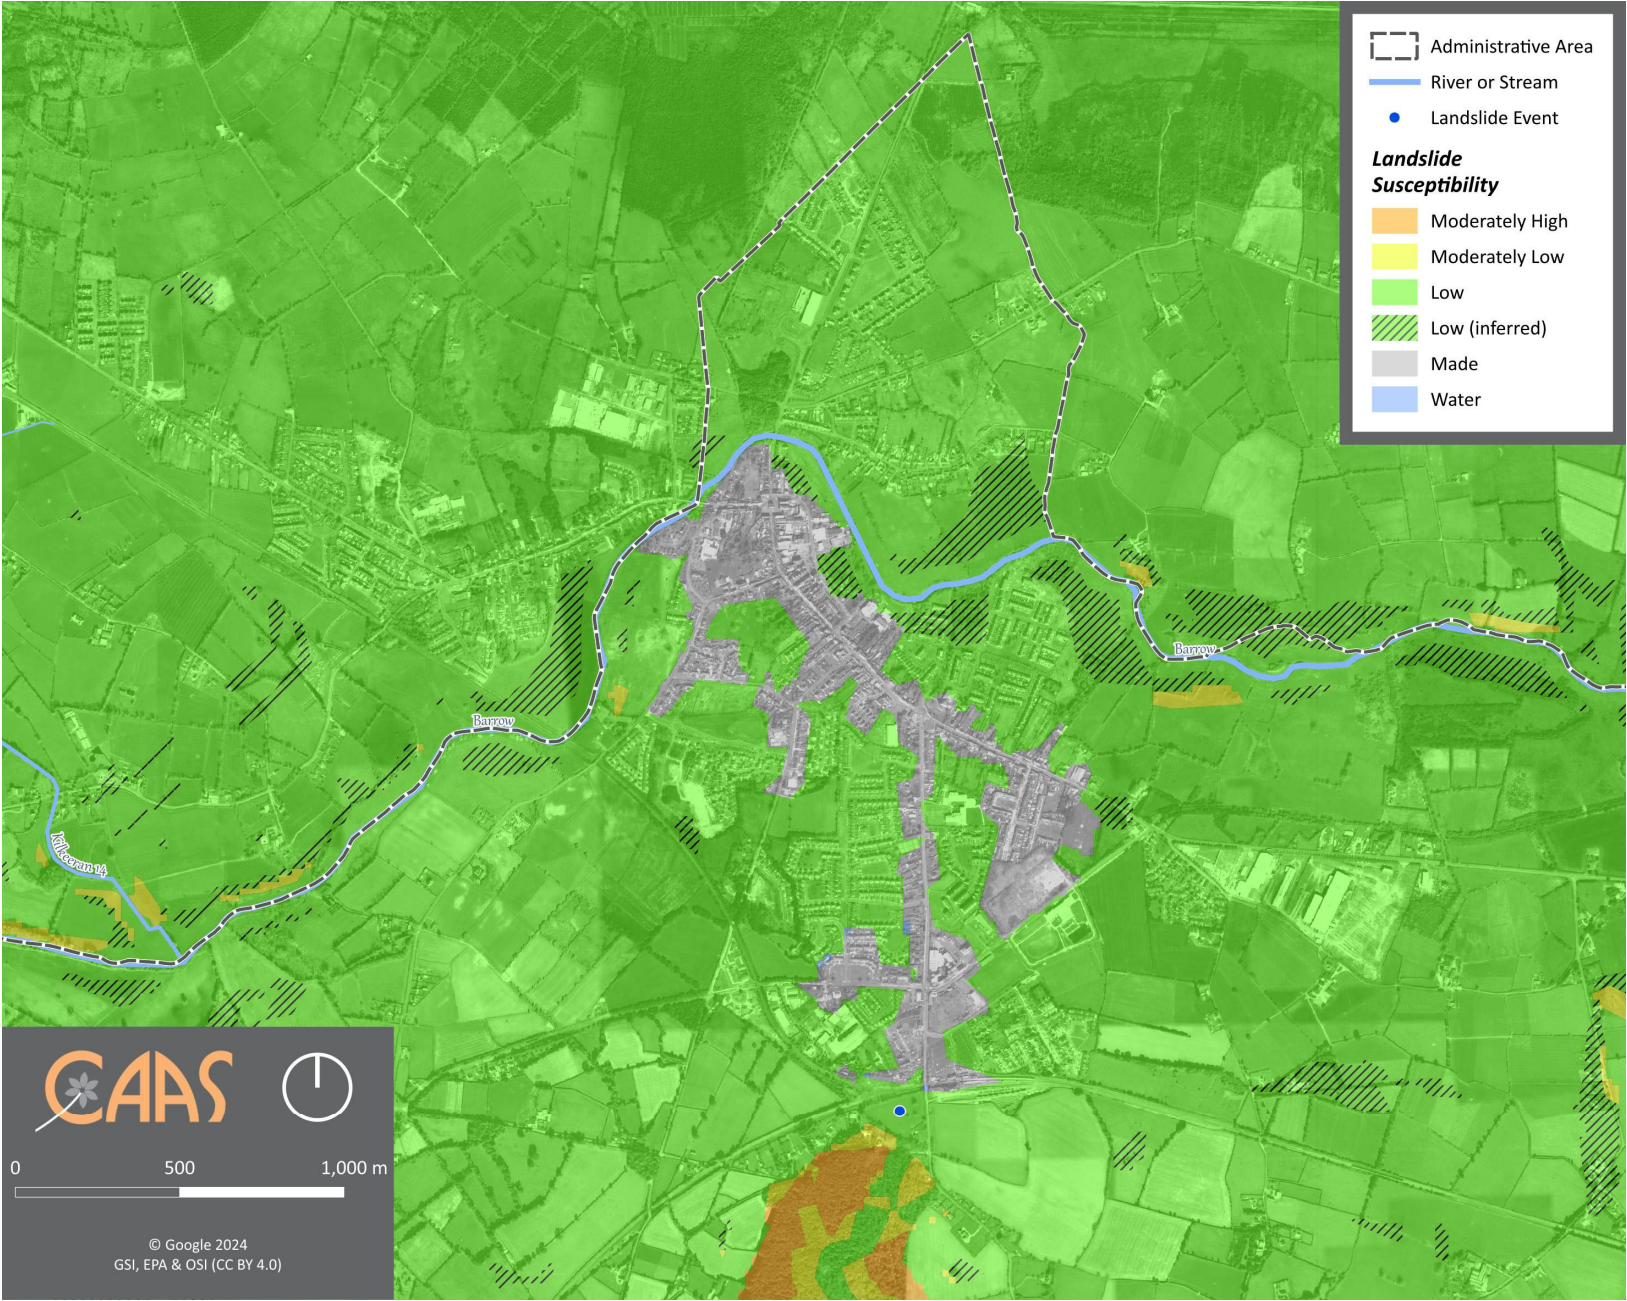 Administrative Area
River or Stream
Landslide Event
Landslide
Susceptibility
Moderately High
Moderately Low
Low
Low (inferred)
Made
Water
Barrow
Barrow
Kilkeeran 14
CAAS
0 500 1,000 m
© Google 2024
GSI, EPA & OSI (CC BY 4.0)